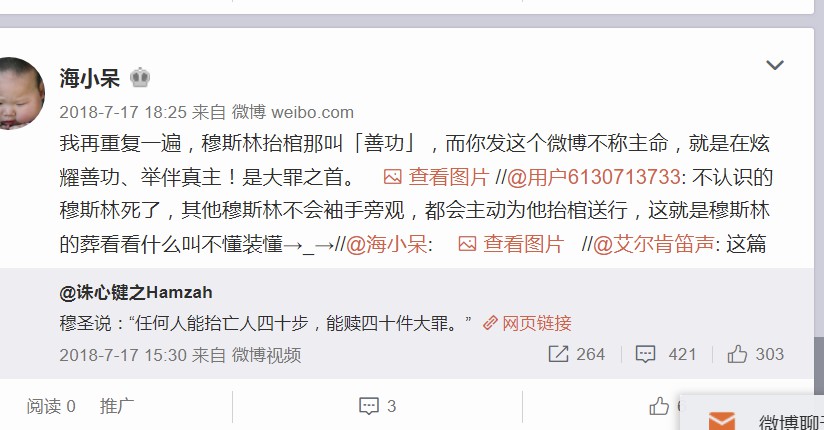 海小呆
2018-7-17 18:25 来自 微博 weibo.com
我再重复一遍，穆斯林抬棺那叫「善功」，而你发这个微博不称主命，就是在炫
耀善功、举伴真主！是大罪之首。 查看图片 //@用户6130713733: 不认识的
穆斯林死了，其他穆斯林不会袖手旁观，都会主动为他抬棺送行，这就是穆斯林
的葬看看什么叫不懂装懂→_→//@海小呆: 查看图片 //@艾尔肯笛声: 这篇
@诛心键之Hamzah
穆圣说：“任何人能抬亡人四十步，能赎四十件大罪。” 网页链接
2018-7-17 15:30 来自 微博视频 264 421 303
阅读 0 推广 3
微博聊